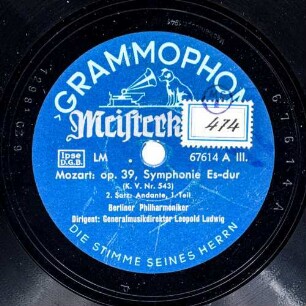 GRAMMOPHON
Meisterk
474
Ipse
D.G.B.
LM
67614 A III.
Mozart: op. 39, Symphonie Es-dur
(K. V. Nr. 543)
2. Satz: Andante, 1. Teil
Berliner Philharmoniker
Dirigent: Generalmusikdirektor Leopold Ludwig
DIE STIMME SEINES HERRN